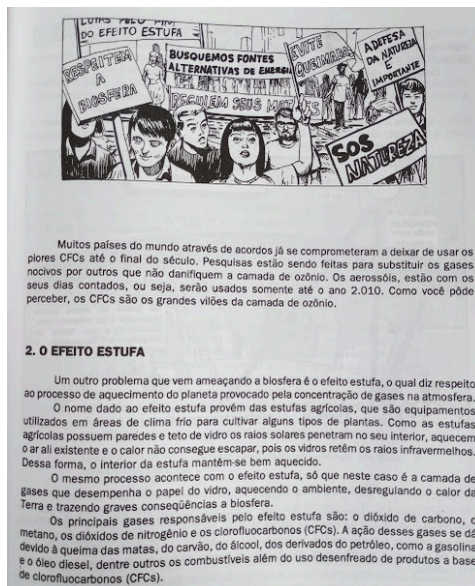 LUTAS PELO FIM
DO EFEITO ESTUFA
RESPEITEM
A
BIOSFERA
BUSQUEMOS FONTES
ALTERNATIVAS DE ENERGIA
REGULEM SEUS MOTORES
EVITE
QUEIMADAS
A DEFESA
DA NATUREZA
É
IMPORTANTE
SOS
NATUREZA
Muitos países do mundo através de acordos já se comprometeram a deixar de usar os
piores CFCs até o final do século. Pesquisas estão sendo feitas para substituir os gases
nocivos por outros que não danifiquem a camada de ozônio. Os aerossóis, estão com os
seus dias contados, ou seja, serão usados somente até o ano 2.010. Como você pôde
perceber, os CFCs são os grandes vilões da camada de ozônio.
2. O EFEITO ESTUFA
Um outro problema que vem ameaçando a biosfera é o efeito estufa, o qual diz respeito
ao processo de aquecimento do planeta provocado pela concentração de gases na atmosfera.
O nome dado ao efeito estufa provém das estufas agrícolas, que são equipamentos
utilizados em áreas de clima frio para cultivar alguns tipos de plantas. Como as estufas
agrícolas possuem paredes e teto de vidro os raios solares penetram no seu interior, aquecem
o ar ali existente e o calor não consegue escapar, pois os vidros retêm os raios infravermelhos.
Dessa forma, o interior da estufa mantém-se bem aquecido.
O mesmo processo acontece com o efeito estufa, só que neste caso é a camada de
gases que desempenha o papel do vidro, aquecendo o ambiente, desregulando o calor da
Terra e trazendo graves conseqüências a biosfera.
Os principais gases responsáveis pelo efeito estufa são: o dióxido de carbono, o
metano, os dióxidos de nitrogênio e os clorofluocarbonos (CFCs). A ação desses gases se dá
devido à queima das matas, do carvão, do álcool, dos derivados do petróleo, como a gasolina
e o óleo diesel, dentre outros os combustíveis além do uso desenfreado de produtos a base
de clorofluocarbonos (CFCs).